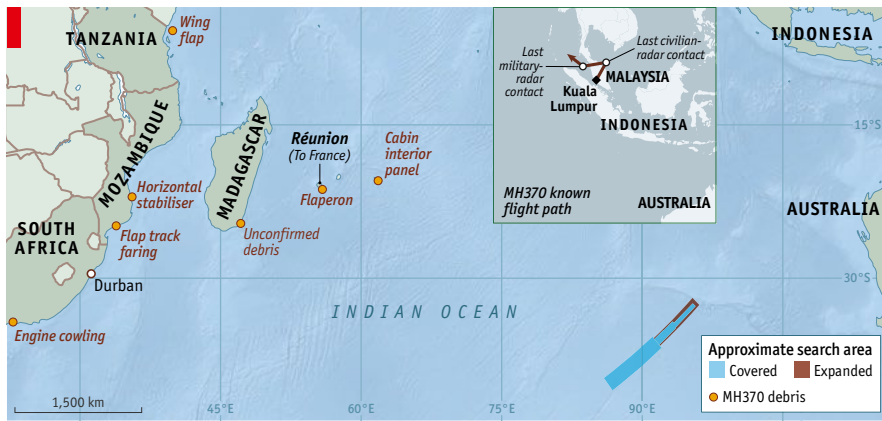 Wing
flap
TANZANIA
MOZAMBIQUE
MADAGASCAR
Réunion
(To France)
Flaperon
Cabin
interior
panel
Horizontal
stabiliser
Flap track
faring
Unconfirmed
debris
SOUTH
AFRICA
Durban
Engine cowling
INDIAN OCEAN
1,500 km
45°E
60°E
75°E
90°E
Last
military-
radar
contact
Last civilian-
radar contact
MALAYSIA
Kuala
Lumpur
INDONESIA
MH370 known
flight path
AUSTRALIA
INDONESIA
15°S
AUSTRALIA
30°S
Approximate search area
Covered
Expanded
MH370 debris